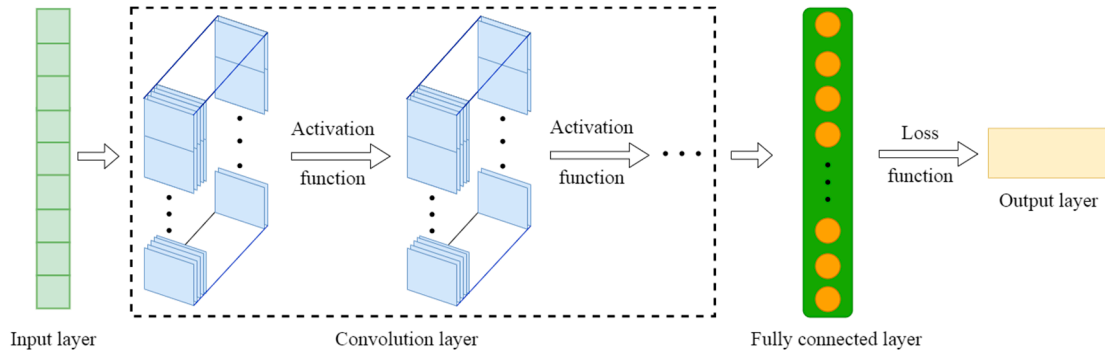 Activation
function
Activation
function
Loss
function
Output layer
Input layer
Convolution layer
Fully connected layer